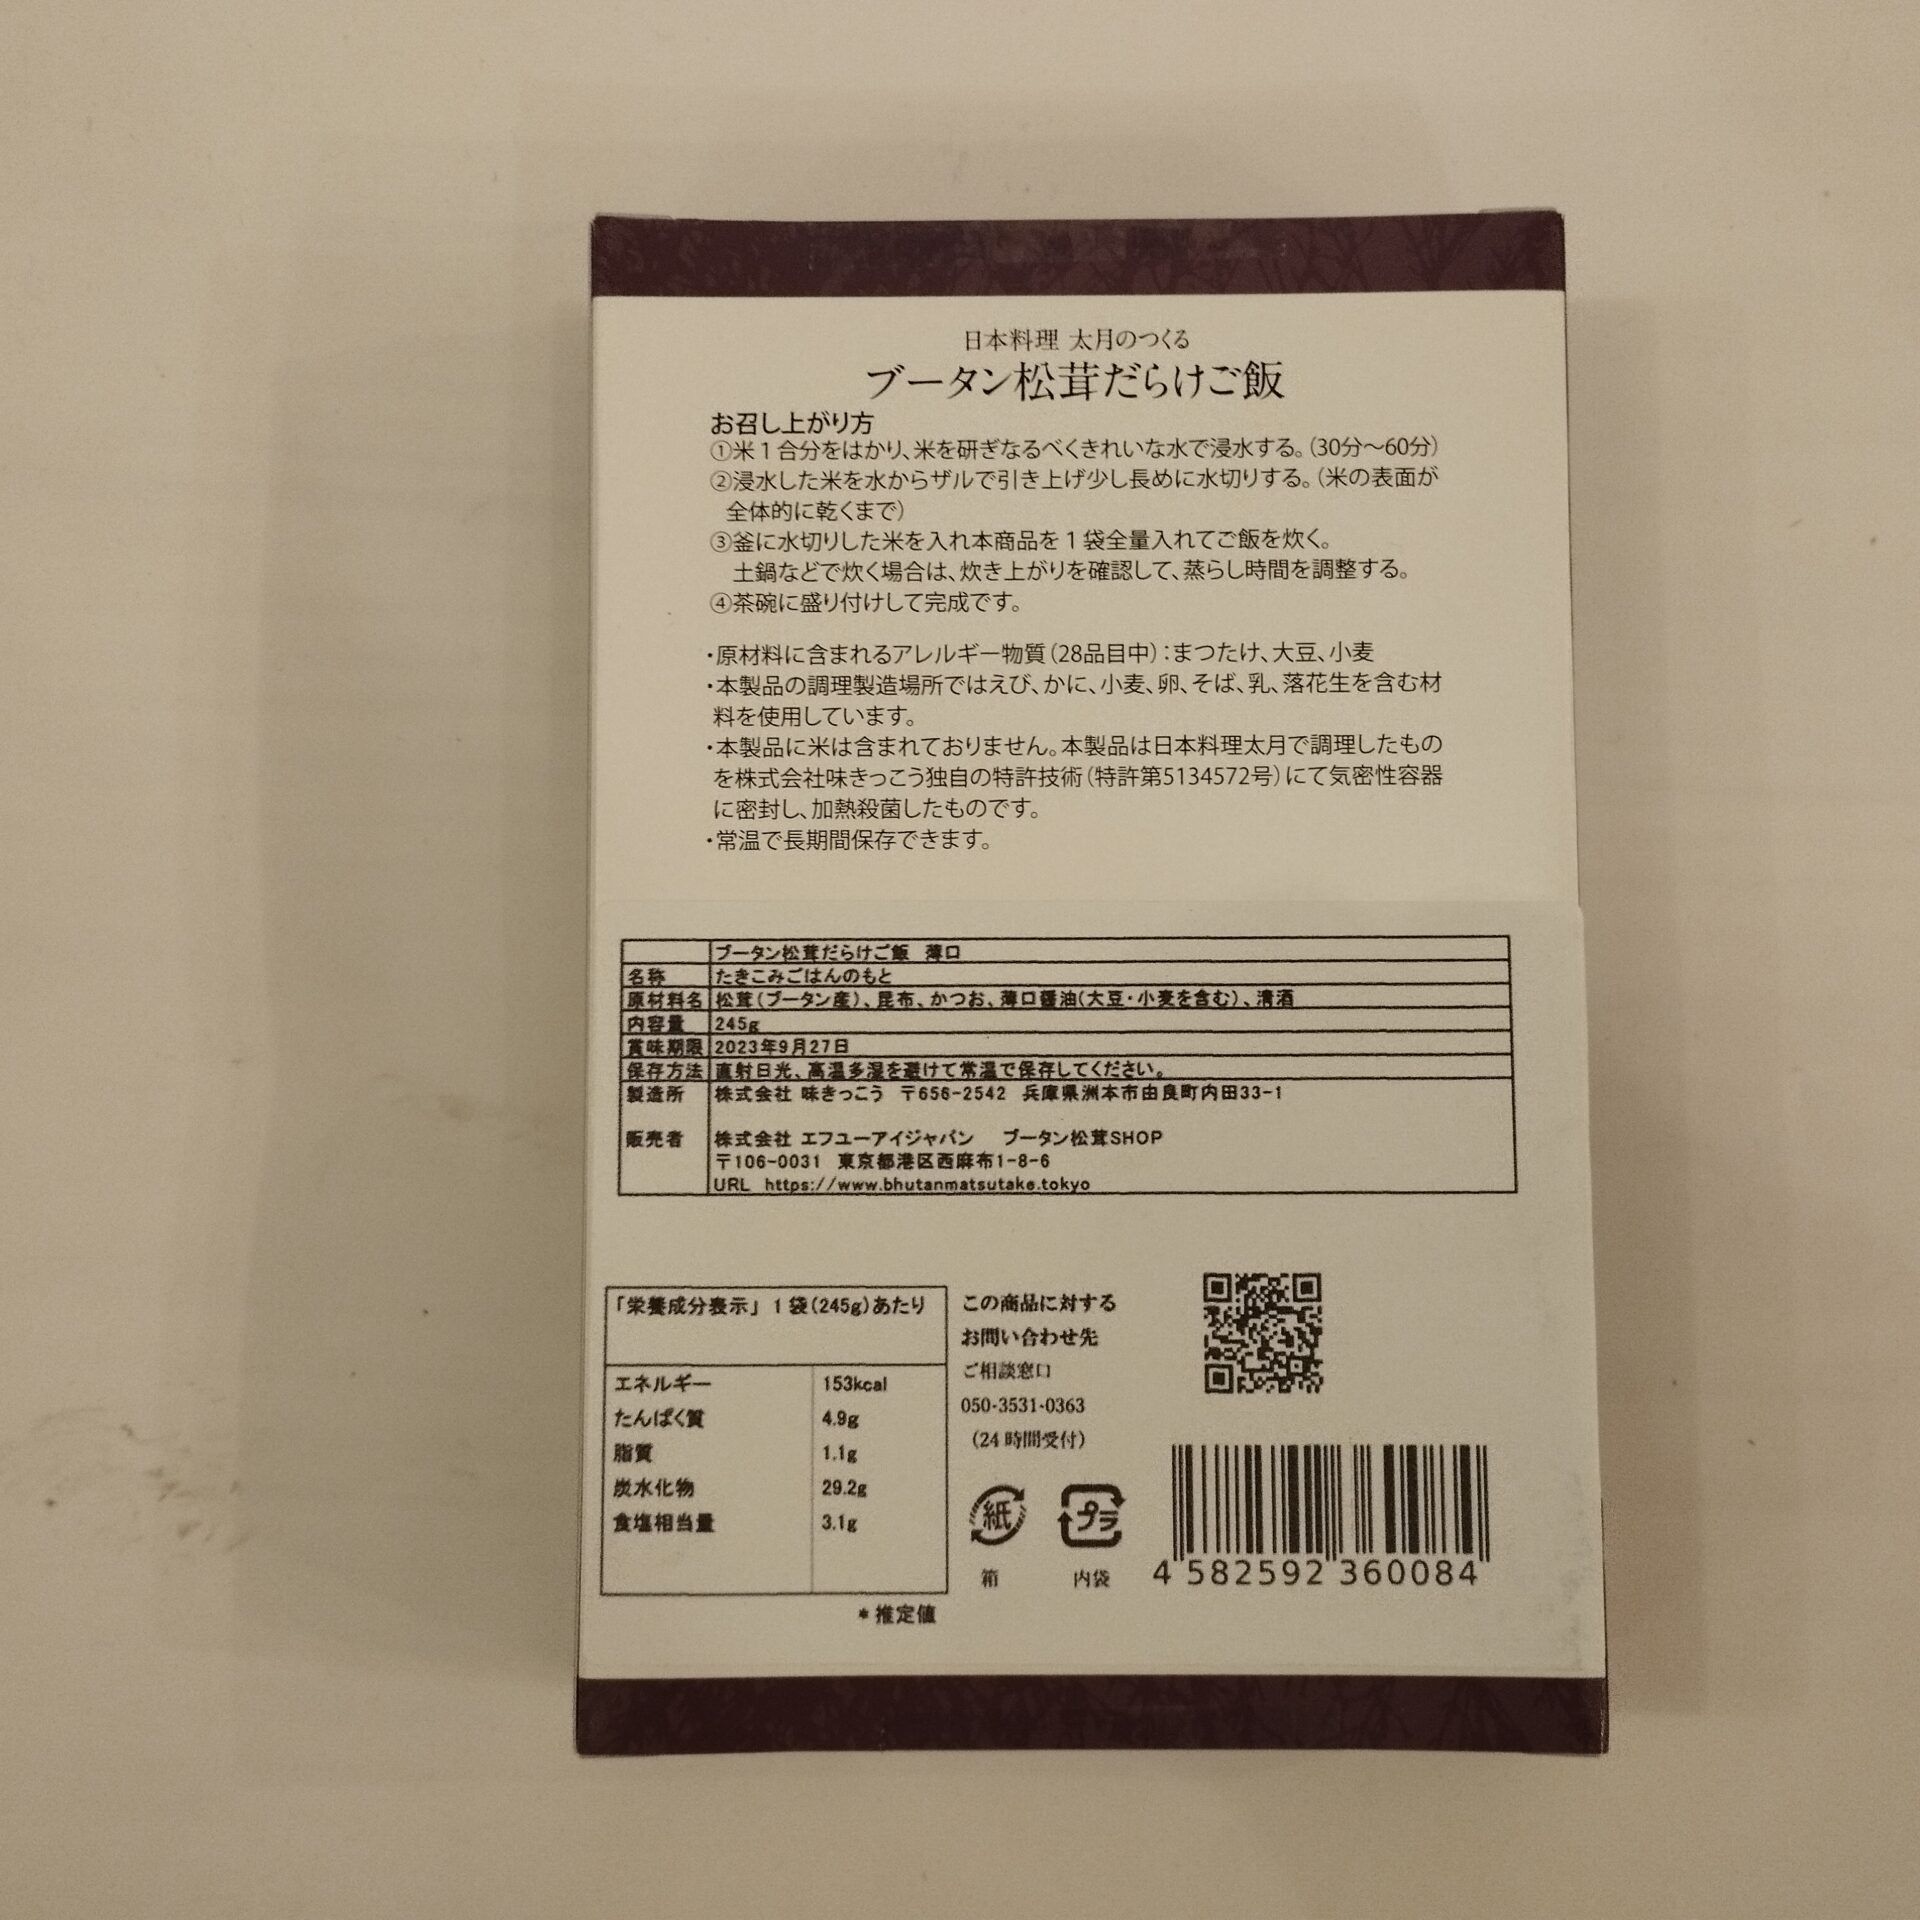 日本料理 太月のつくる
ブータン松茸だらけご飯
お召し上がり方
①米1合分をはかり、米を研ぎなるべくきれいな水で浸水する。(30分〜60分)
②浸水した米を水からザルで引き上げ少し長めに水切りする。(米の表面が
全体的に乾くまで)
③釜に水切りした米を入れ本商品を1袋全量入れてご飯を炊く。
土鍋などで炊く場合は、炊き上がりを確認して、蒸らし時間を調整する。
④茶碗に盛り付けして完成です。
・原材料に含まれるアレルギー物質(28品目中):まつたけ、大豆、小麦
・本製品の調理製造場所ではえび、かに、小麦、卵、そば、乳、落花生を含む材
料を使用しています。
・本製品に米は含まれておりません。本製品は日本料理太月で調理したもの
を株式会社味きっこう独自の特許技術(特許第5134572号)にて気密性容器
に密封し、加熱殺菌したものです。
・常温で長期間保存できます。
ブータン松茸だらけご飯 薄口
名称 たきこみごはんのもと
原材料名 松茸(ブータン産)、昆布、かつお、薄口醤油(大豆・小麦を含む)、清酒
内容量 245g
賞味期限 2023年9月27日
保存方法 直射日光、高温多湿を避けて常温で保存してください。
製造所 株式会社 味きっこう 〒656-2542 兵庫県洲本市由良町内田33-1
販売者 株式会社 エフユーアイジャパン ブータン松茸SHOP
〒106-0031 東京都港区西麻布1-8-6
URL https://www.bhutanmatsutake.tokyo
「栄養成分表示」 1 袋(245g)あたり
エネルギー 153kcal
たんぱく質 4.9g
脂質 1.1g
炭水化物 29.2g
食塩相当量 3.1g
*推定値
この商品に対する
お問い合わせ先
ご相談窓口
050-3531-0363
(24 時間受付)
紙 プラ
箱 内袋
4 582592 360084